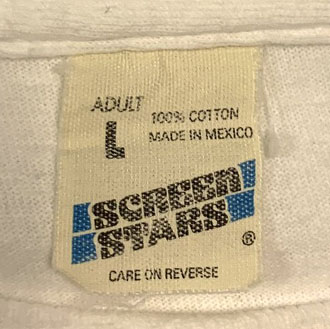 ADULT
L
100% COTTON
MADE IN MEXICO
SCREEN
STARS
®
CARE ON REVERSE